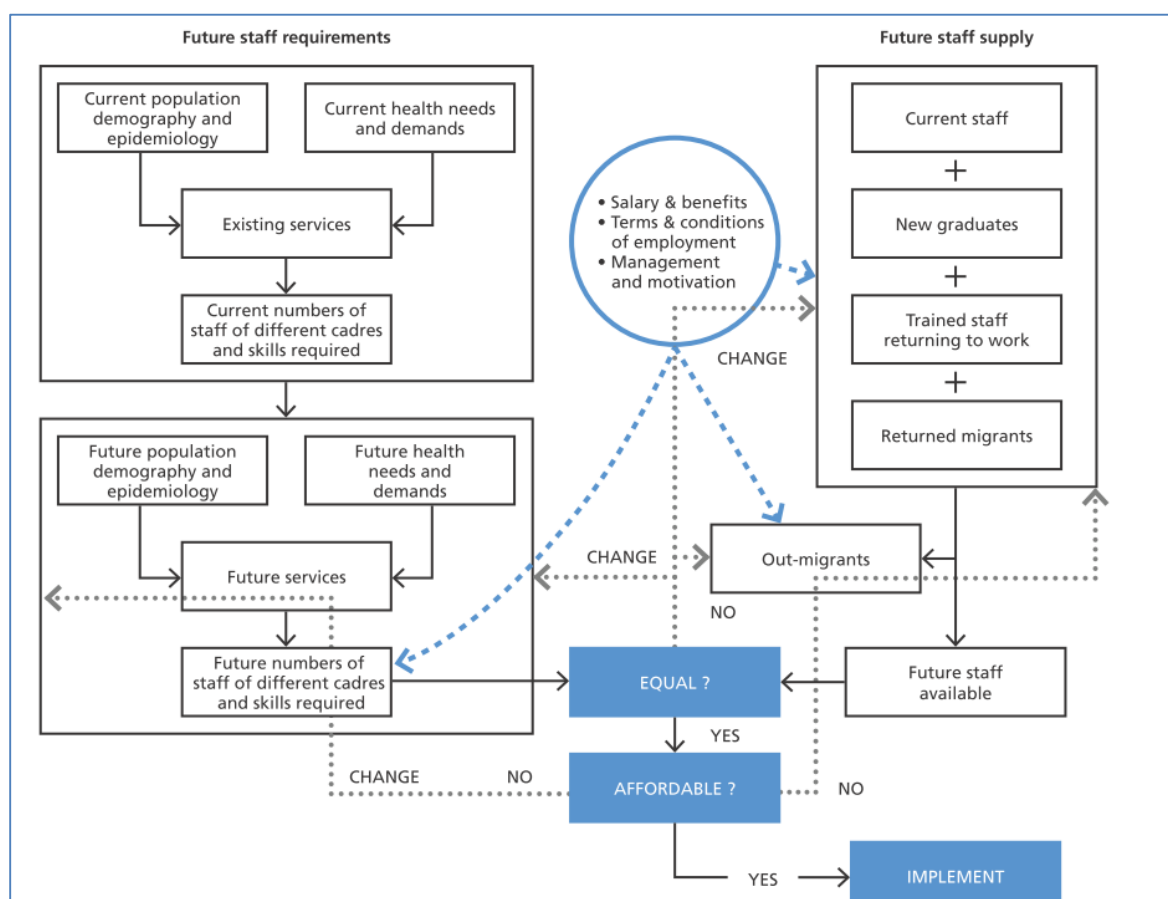 Future staff requirements
Future staff supply
Current population
demography and
epidemiology
Current health needs
and demands
Existing services
Current numbers of
staff of different cadres
and skills required
Future population
demography and
epidemiology
Future health
needs and
demands
Future services
Future numbers of
staff of different cadres
and skills required
• Salary & benefits
• Terms & conditions
of employment
• Management
and motivation
Current staff
+
New graduates
+
Trained staff
returning to work
+
Returned migrants
CHANGE
CHANGE
Out-migrants
NO
EQUAL ?
Future staff
available
YES
CHANGE
NO
AFFORDABLE ?
NO
YES
IMPLEMENT